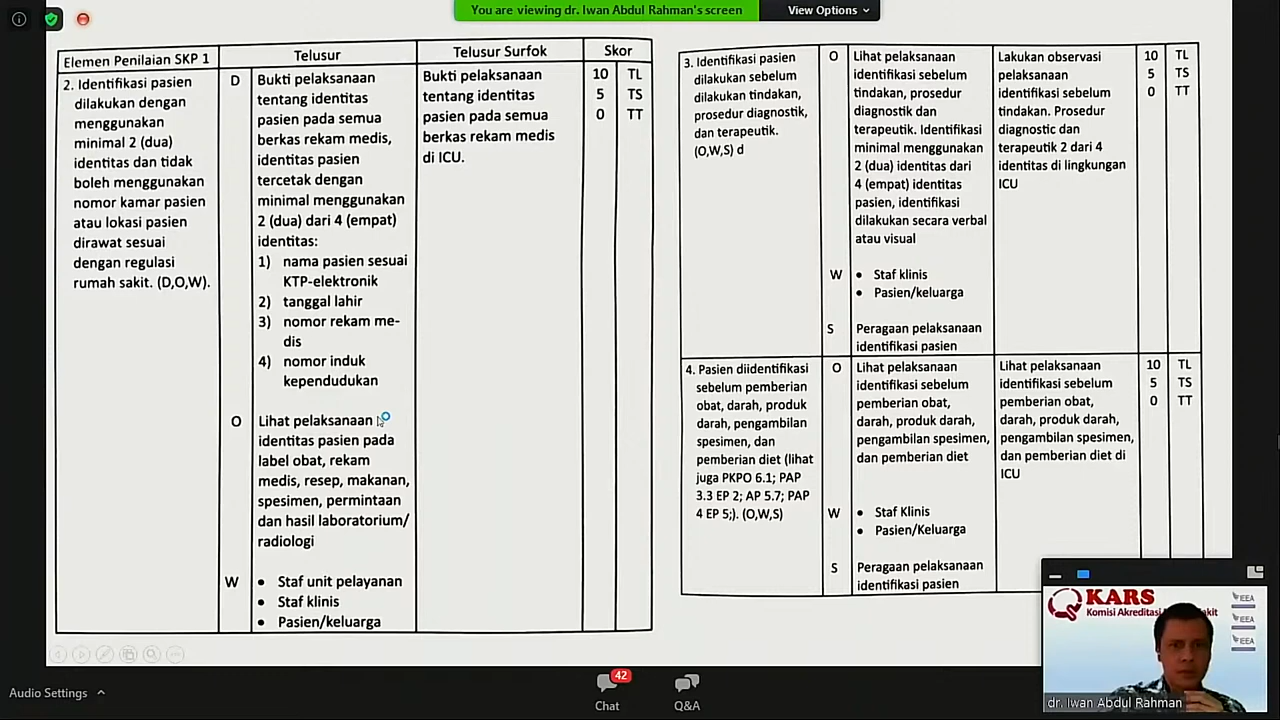 You are viewing dr. Iwan Abdul Rahman's screen
View Options
Elemen Penilaian SKP 1
Telusur
Telusur Surfok
Skor
2. Identifikasi pasien
dilakukan dengan
menggunakan
minimal 2 (dua)
identitas dan tidak
boleh menggunakan
nomor kamar pasien
atau lokasi pasien
dirawat sesuai
dengan regulasi
rumah sakit. (D,O,W).
D
Bukti pelaksanaan
tentang identitas
pasien pada semua
berkas rekam medis,
identitas pasien
tercetak dengan
minimal menggunakan
2 (dua) dari 4 (empat)
identitas:
1) nama pasien sesuai
KTP-elektronik
2) tanggal lahir
3) nomor rekam me-
dis
4) nomor induk
kependudukan
O
Lihat pelaksanaan
identitas pasien pada
label obat, rekam
medis, resep, makanan,
spesimen, permintaan
dan hasil laboratorium/
radiologi
W
• Staf unit pelayanan
• Staf klinis
• Pasien/keluarga
Bukti pelaksanaan
tentang identitas
pasien pada semua
berkas rekam medis
di ICU.
10 TL
5 TS
0 TT
3. Identifikasi pasien
dilakukan sebelum
dilakukan tindakan,
prosedur diagnostik,
dan terapeutik.
(O,W,S) d
O
Lihat pelaksanaan
identifikasi sebelum
tindakan, prosedur
diagnostik dan
terapeutik. Identifikasi
minimal menggunakan
2 (dua) identitas dari
4 (empat) identitas
pasien, identifikasi
dilakukan secara verbal
atau visual
W
• Staf klinis
• Pasien/keluarga
S
Peragaan pelaksanaan
identifikasi pasien
Lakukan observasi
pelaksanaan
identifikasi sebelum
tindakan. Prosedur
diagnostic dan
terapeutik 2 dari 4
identitas di lingkungan
ICU
10 TL
5 TS
0 TT
4. Pasien diidentifikasi
sebelum pemberian
obat, darah, produk
darah, pengambilan
spesimen, dan
pemberian diet (lihat
juga PKPO 6.1; PAP
3.3 EP 2; AP 5.7; PAP
4 EP 5;). (O,W,S)
O
Lihat pelaksanaan
identifikasi sebelum
pemberian obat,
darah, produk darah,
pengambilan spesimen,
dan pemberian diet
W
• Staf Klinis
• Pasien/Keluarga
S
Peragaan pelaksanaan
identifikasi pasien
Lihat pelaksanaan
identifikasi sebelum
pemberian obat,
darah, produk darah,
pengambilan spesimen,
dan pemberian diet di
ICU
10 TL
5 TS
0 TT
KARS
Komisi Akreditasi
IEEA
IEEA
IEEA
dr. Iwan Abdul Rahman
Audio Settings
42
Chat
Q&A